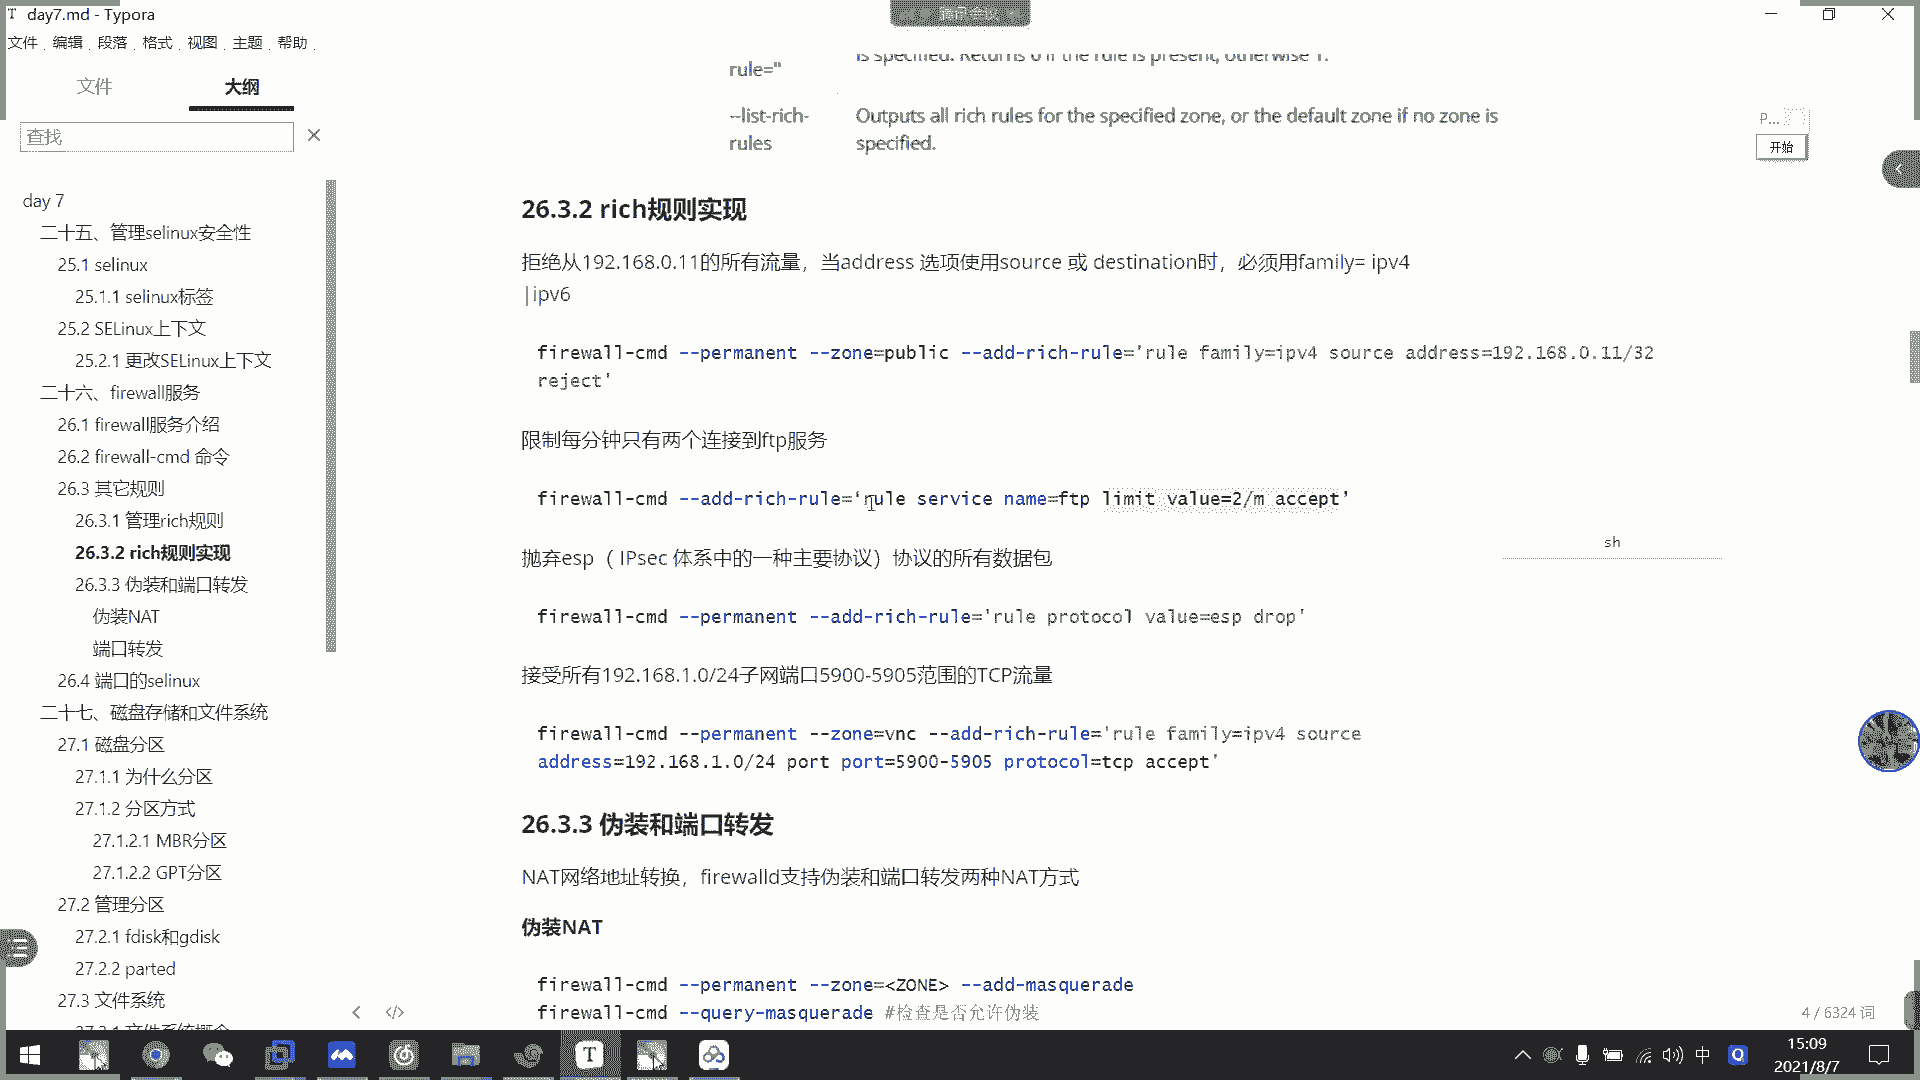 day7.md - Typora
腾讯会议
文件 编辑 段落 格式 视图 主题 帮助
文件 大纲
查找
day 7
二十五、管理selinux安全性
25.1 selinux
25.1.1 selinux标签
25.2 SELinux上下文
25.2.1 更改SELinux上下文
二十六、firewall服务
26.1 firewall服务介绍
26.2 firewall-cmd 命令
26.3 其它规则
26.3.1 管理rich规则
26.3.2 rich规则实现
26.3.3 伪装和端口转发
伪装NAT
端口转发
26.4 端口的selinux
二十七、磁盘存储和文件系统
27.1 磁盘分区
27.1.1 为什么分区
27.1.2 分区方式
27.1.2.1 MBR分区
27.1.2.2 GPT分区
27.2 管理分区
27.2.1 fdisk和gdisk
27.2.2 parted
27.3 文件系统
27.3.1 文件系统概念
is specified. Returns 0 if the rule is present, otherwise 1.
rule=''
--list-rich-rules
Outputs all rich rules for the specified zone, or the default zone if no zone is
specified.
P...
开始
26.3.2 rich规则实现
拒绝从192.168.0.11的所有流量，当address 选项使用source 或 destination时，必须用family= ipv4
|ipv6
firewall-cmd --permanent --zone=public --add-rich-rule='rule family=ipv4 source address=192.168.0.11/32
reject'
限制每分钟只有两个连接到ftp服务
firewall-cmd --add-rich-rule=‘rule service name=ftp limit value=2/m accept’
抛弃esp（ IPsec 体系中的一种主要协议）协议的所有数据包
sh
firewall-cmd --permanent --add-rich-rule='rule protocol value=esp drop'
接受所有192.168.1.0/24子网端口5900-5905范围的TCP流量
firewall-cmd --permanent --zone=vnc --add-rich-rule='rule family=ipv4 source
address=192.168.1.0/24 port port=5900-5905 protocol=tcp accept'
26.3.3 伪装和端口转发
NAT网络地址转换，firewalld支持伪装和端口转发两种NAT方式
伪装NAT
firewall-cmd --permanent --zone=<ZONE> --add-masquerade
firewall-cmd --query-masquerade #检查是否允许伪装
4 / 6324 词
中
15:09
2021/8/7